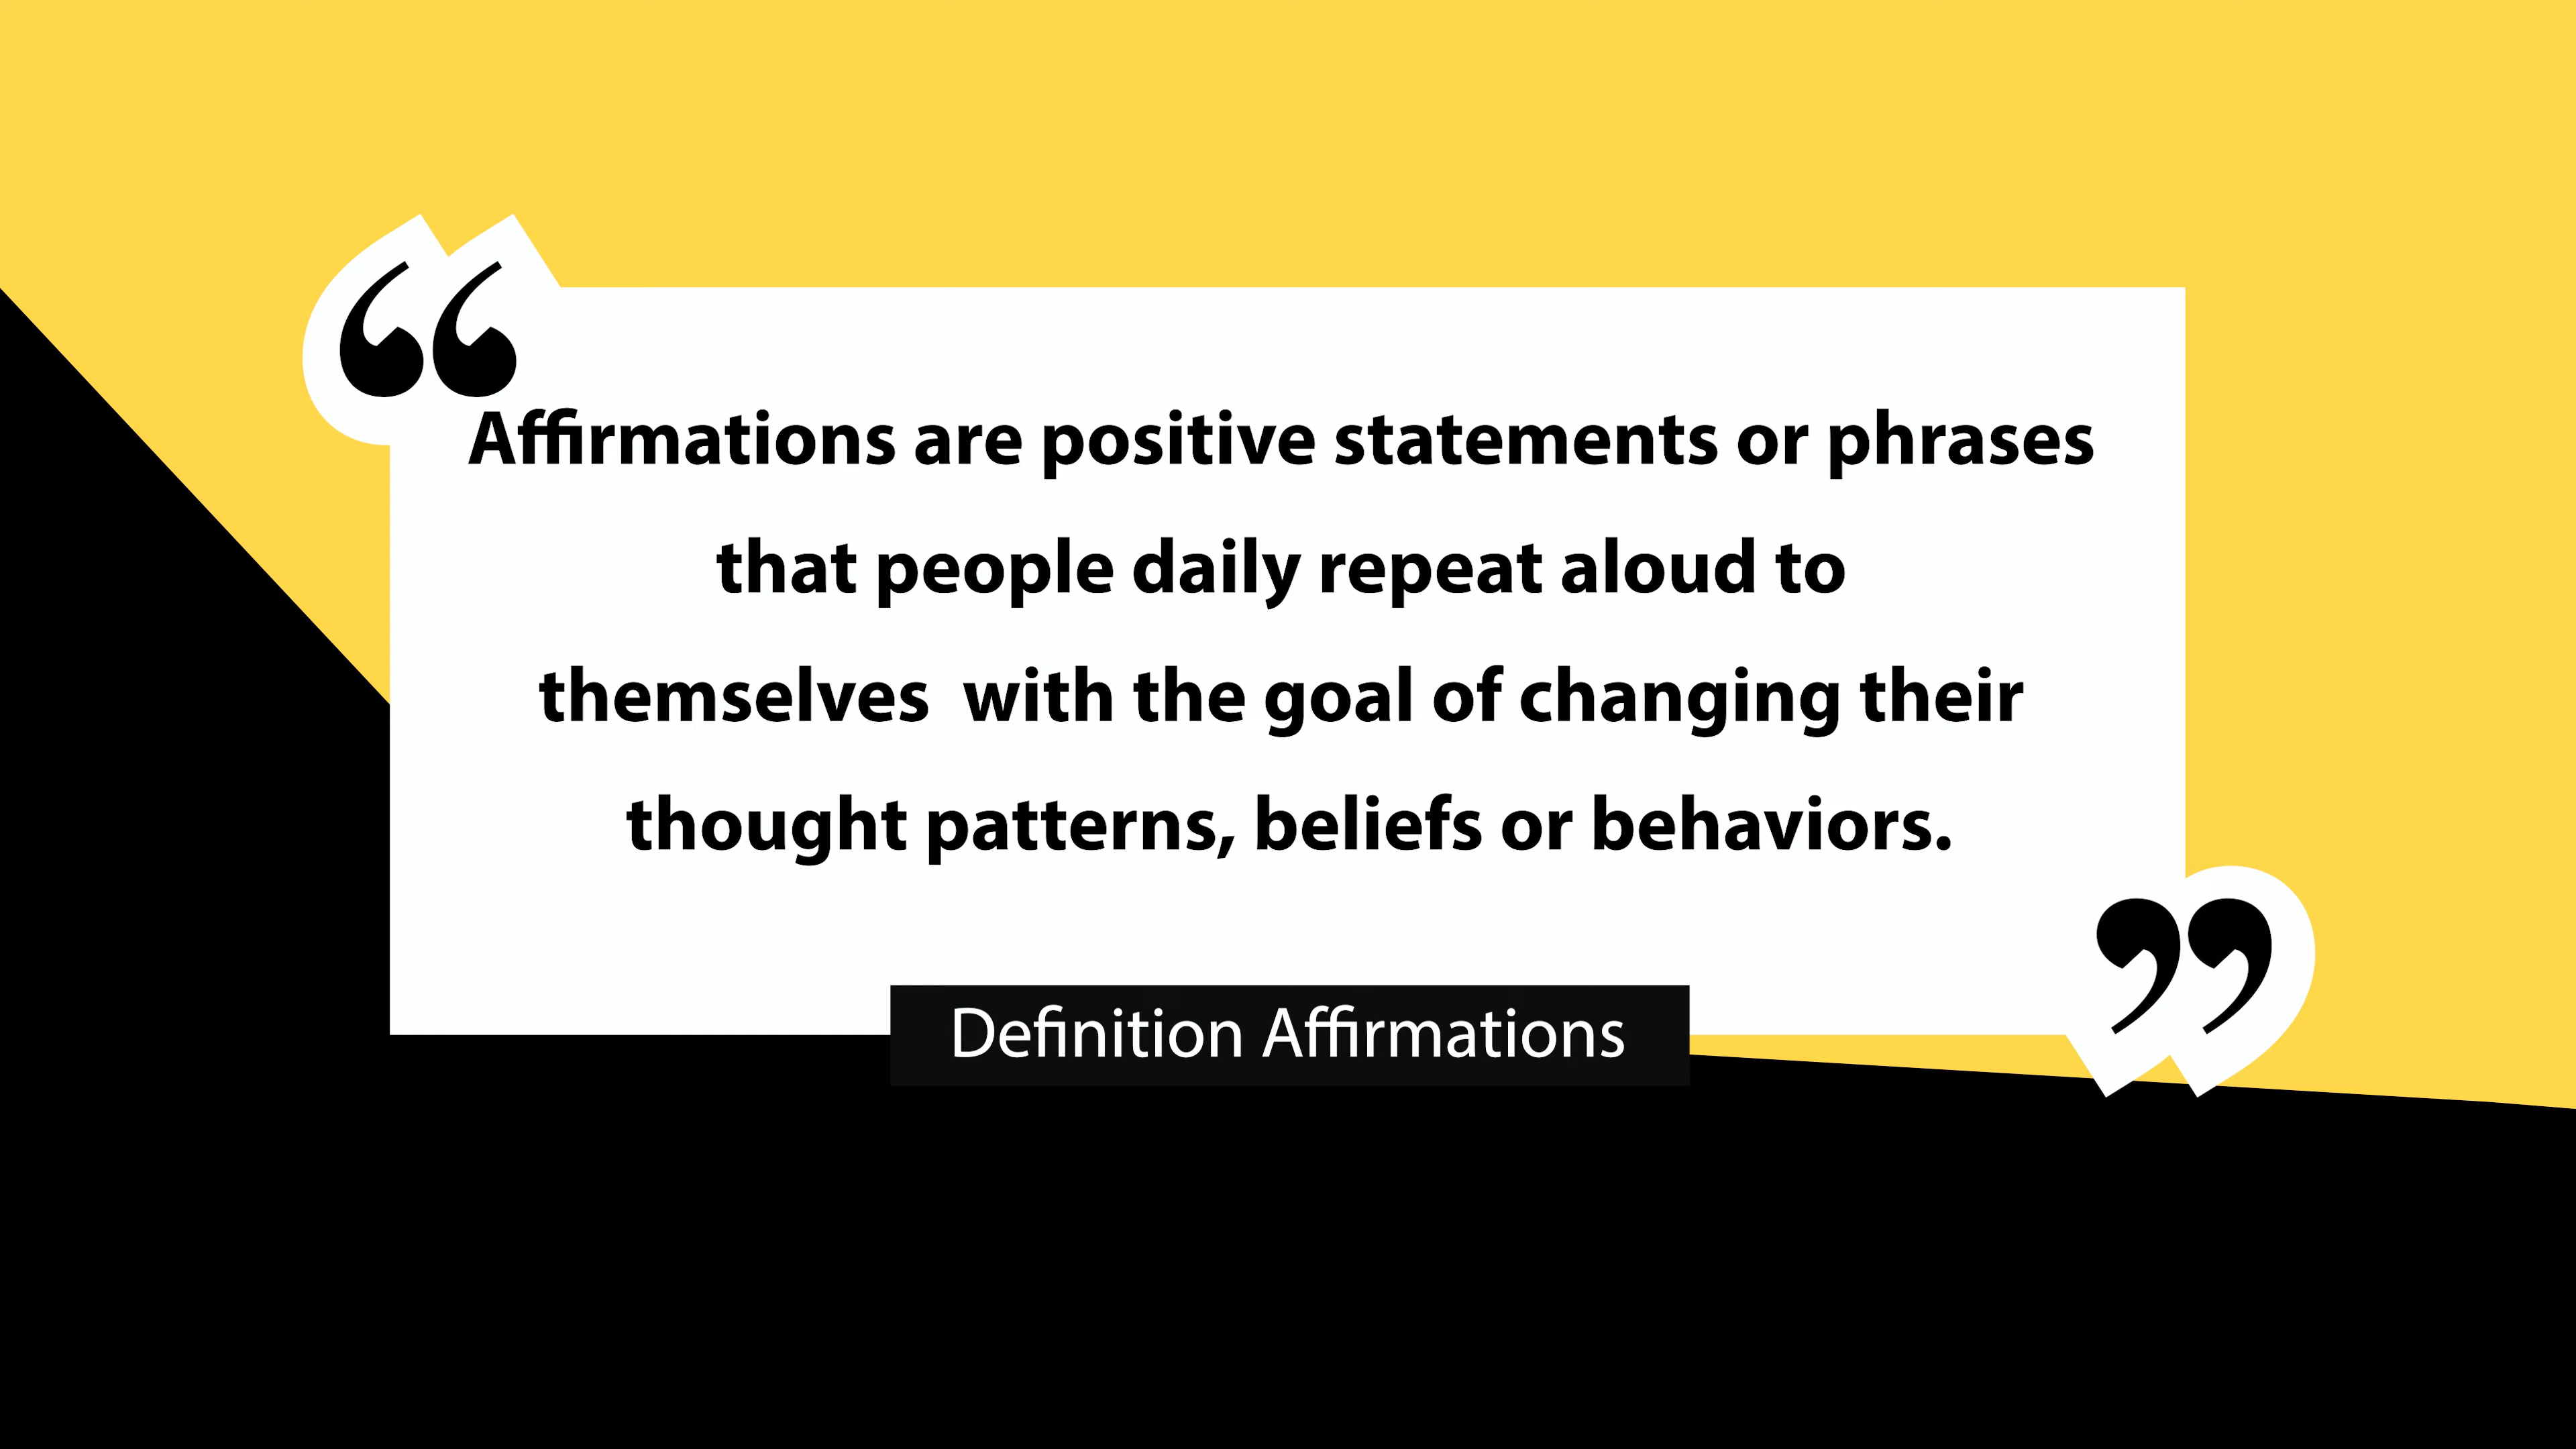 “
Affirmations are positive statements or phrases
that people daily repeat aloud to
themselves  with the goal of changing their
thought patterns, beliefs or behaviors.
”
Definition Affirmations